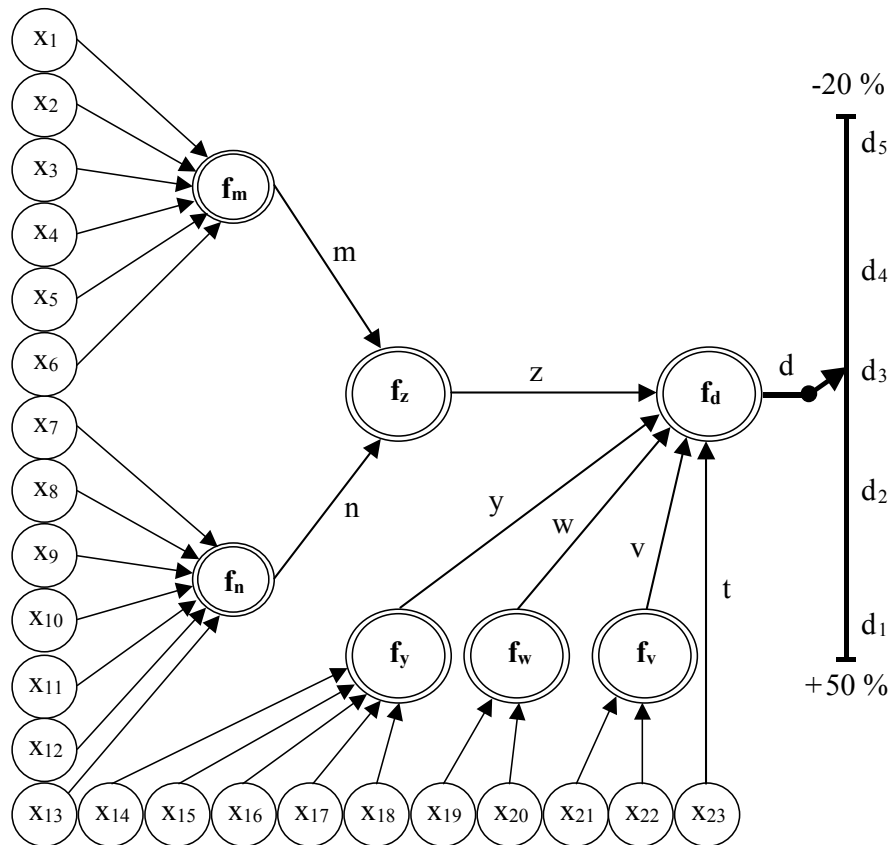 x1
x2
x3
x4
x5
x6
x7
x8
x9
x10
x11
x12
x13
x14
x15
x16
x17
x18
x19
x20
x21
x22
x23
fm
fn
fz
fy
fw
fv
fd
m
n
z
y
w
v
t
d
-20 %
d5
d4
d3
d2
d1
+50 %